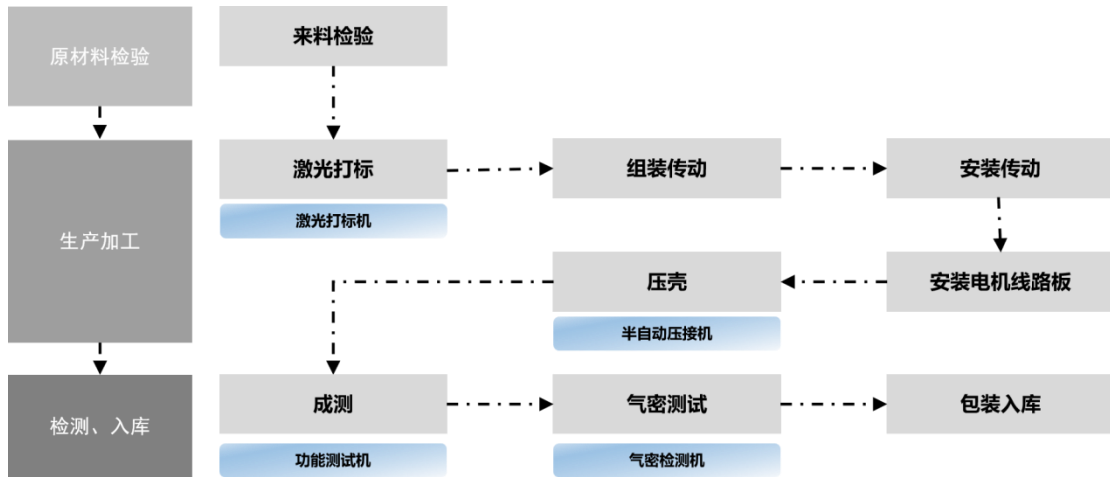 原材料检验
来料检验
生产加工
激光打标
组装传动
安装传动
激光打标机
压壳
安装电机线路板
半自动压接机
检测、入库
成测
气密测试
包装入库
功能测试机
气密检测机